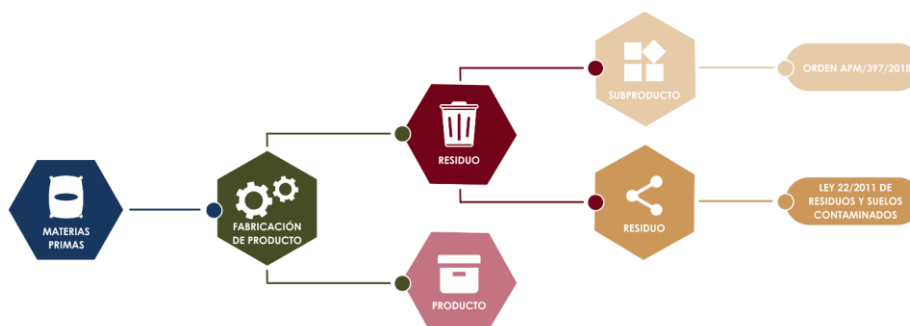 MATERIAS
PRIMAS
FABRICACIÓN
DE PRODUCTO
RESIDUO
PRODUCTO
SUBPRODUCTO
ORDEN APM/397/2018
RESIDUO
LEY 22/2011 DE
RESIDUOS Y SUELOS
CONTAMINADOS